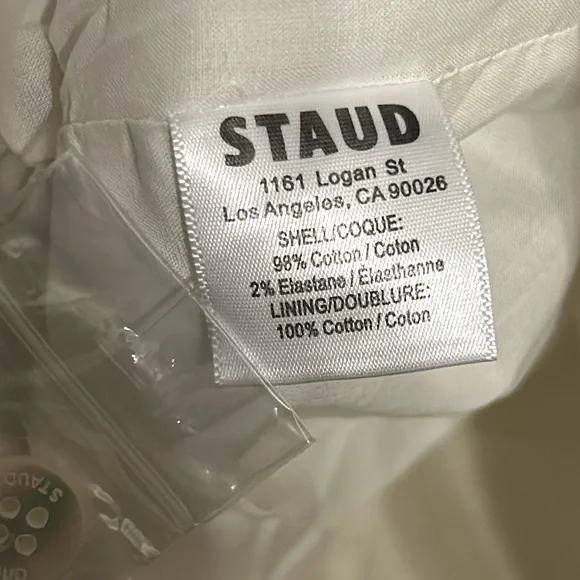 STAUD
1161 Logan St
Los Angeles, CA 90026
SHELL/COQUE:
98% Cotton / Coton
2% Elastane / Elasthanne
LINING/DOUBLURE:
100% Cotton / Coton
STAUD